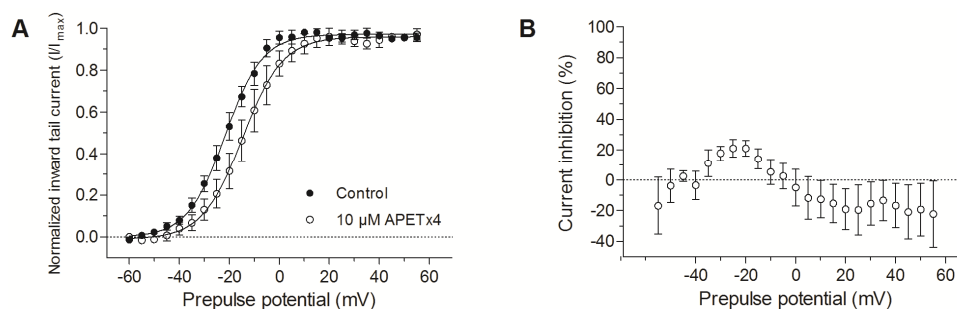 A
Normalized inward tail current (I/Imax)
1.0
0.8
0.6
0.4
0.2
0.0
Control
10 µM APETx4
-60 -40 -20 0 20 40 60
Prepulse potential (mV)
B
Current inhibition (%)
100
80
60
40
20
0
-20
-40
-40 -20 0 20 40 60
Prepulse potential (mV)